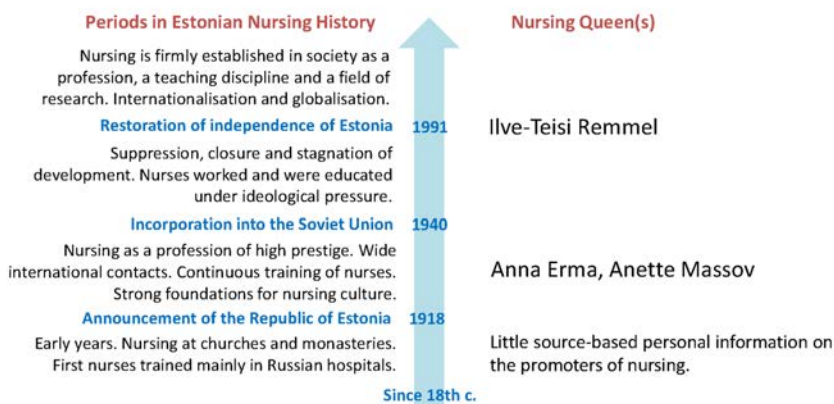 Periods in Estonian Nursing History
Nursing Queen(s)
Nursing is firmly established in society as a
profession, a teaching discipline and a field of
research. Internationalisation and globalisation.
Restoration of independence of Estonia 1991
Ilve-Teisi Remmel
Suppression, closure and stagnation of
development. Nurses worked and were educated
under ideological pressure.
Incorporation into the Soviet Union 1940
Nursing as a profession of high prestige. Wide
international contacts. Continuous training of nurses.
Strong foundations for nursing culture.
Anna Erma, Anette Massov
Announcement of the Republic of Estonia 1918
Early years. Nursing at churches and monasteries.
First nurses trained mainly in Russian hospitals.
Little source-based personal information on
the promoters of nursing.
Since 18th c.